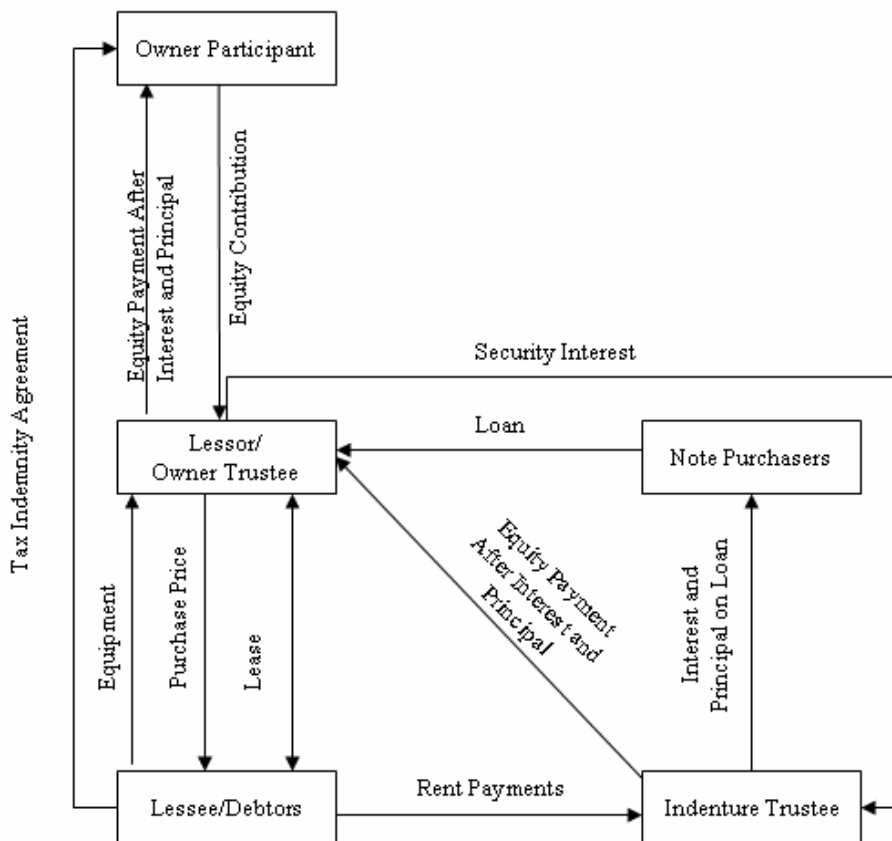 Owner Participant
Tax Indemnity Agreement
Equity Payment After
Interest and Principal
Equity Contribution
Security Interest
Lessor/
Owner Trustee
Loan
Note Purchasers
Equipment
Purchase Price
Lease
Equity Payment
After Interest and
Principal
Interest and
Principal on Loan
Lessee/Debtors
Rent Payments
Indenture Trustee